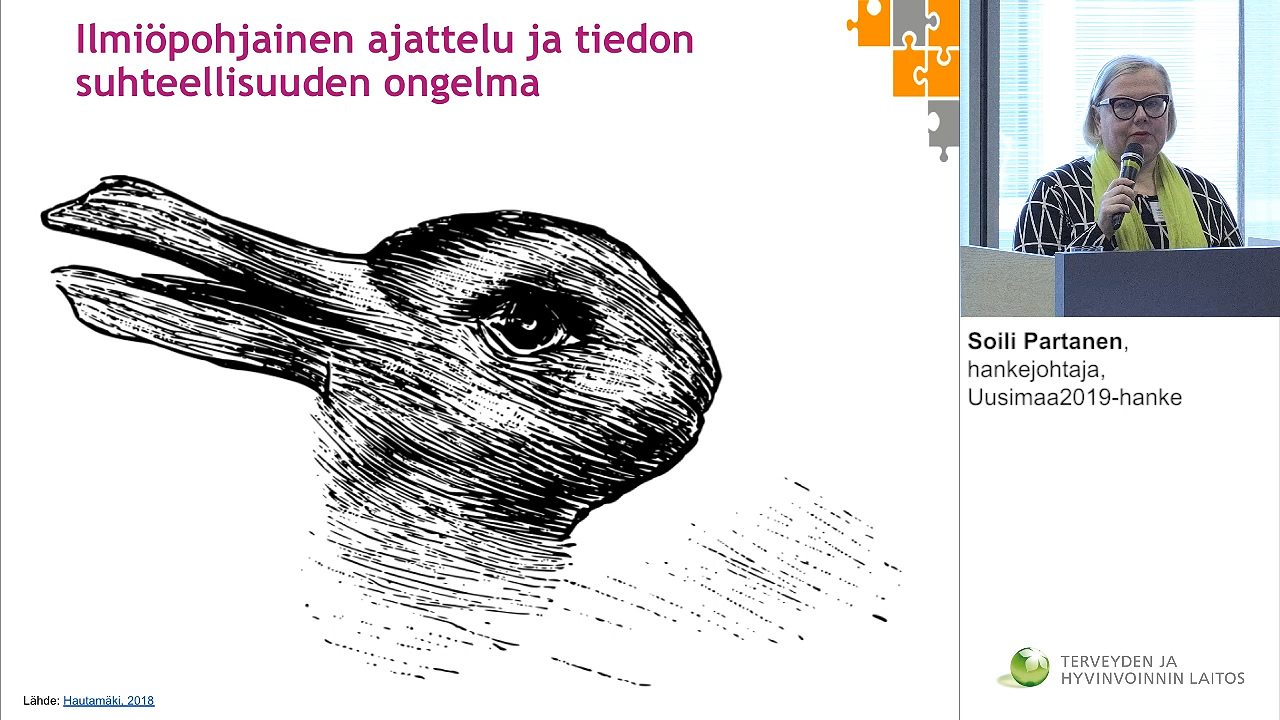 Ilmiöpohjainen ajattelu ja tiedon
suhteellisuuden ongelma
Soili Partanen,
hankejohtaja,
Uusimaa2019-hanke
TERVEYDEN JA
HYVINVOINNIN LAITOS
Lähde: Hautamäki, 2018